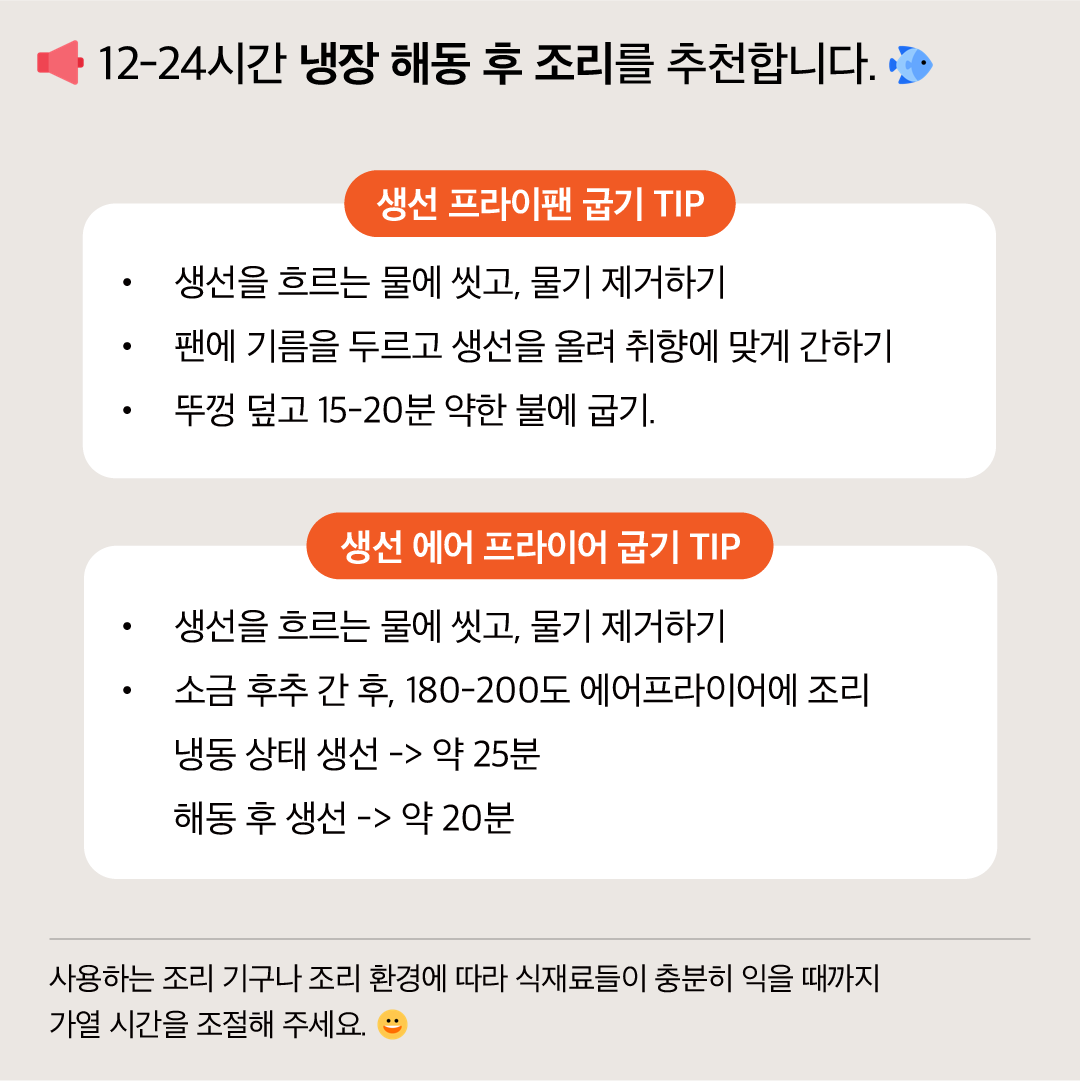 12-24시간 냉장 해동 후 조리를 추천합니다.
생선 프라이팬 굽기 TIP
• 생선을 흐르는 물에 씻고, 물기 제거하기
• 팬에 기름을 두르고 생선을 올려 취향에 맞게 간하기
• 뚜껑 덮고 15-20분 약한 불에 굽기.
생선 에어 프라이어 굽기 TIP
• 생선을 흐르는 물에 씻고, 물기 제거하기
• 소금 후추 간 후, 180-200도 에어프라이어에 조리
냉동 상태 생선 -> 약 25분
해동 후 생선 -> 약 20분
사용하는 조리 기구나 조리 환경에 따라 식재료들이 충분히 익을 때까지
가열 시간을 조절해 주세요.